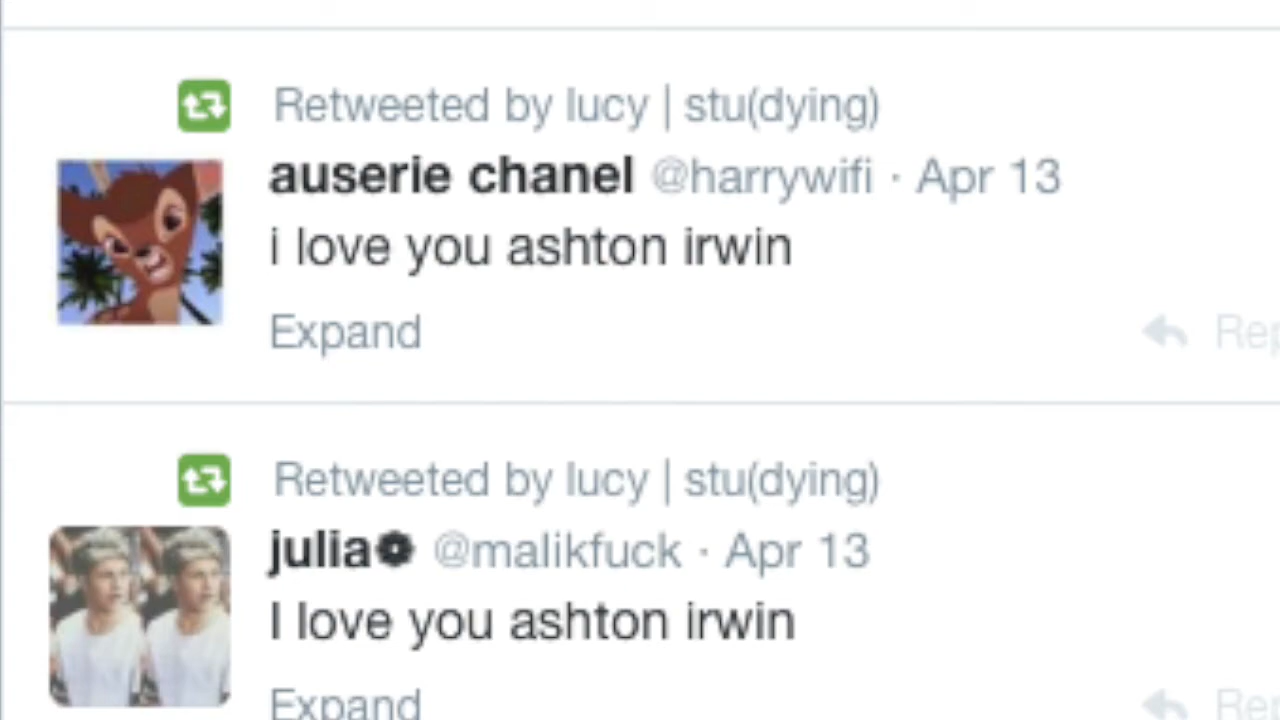 Retweeted by lucy | stu(dying)
auserie chanel @harrywifi · Apr 13
i love you ashton irwin
Expand
Retweeted by lucy | stu(dying)
julia @malikfuck · Apr 13
I love you ashton irwin
Expand